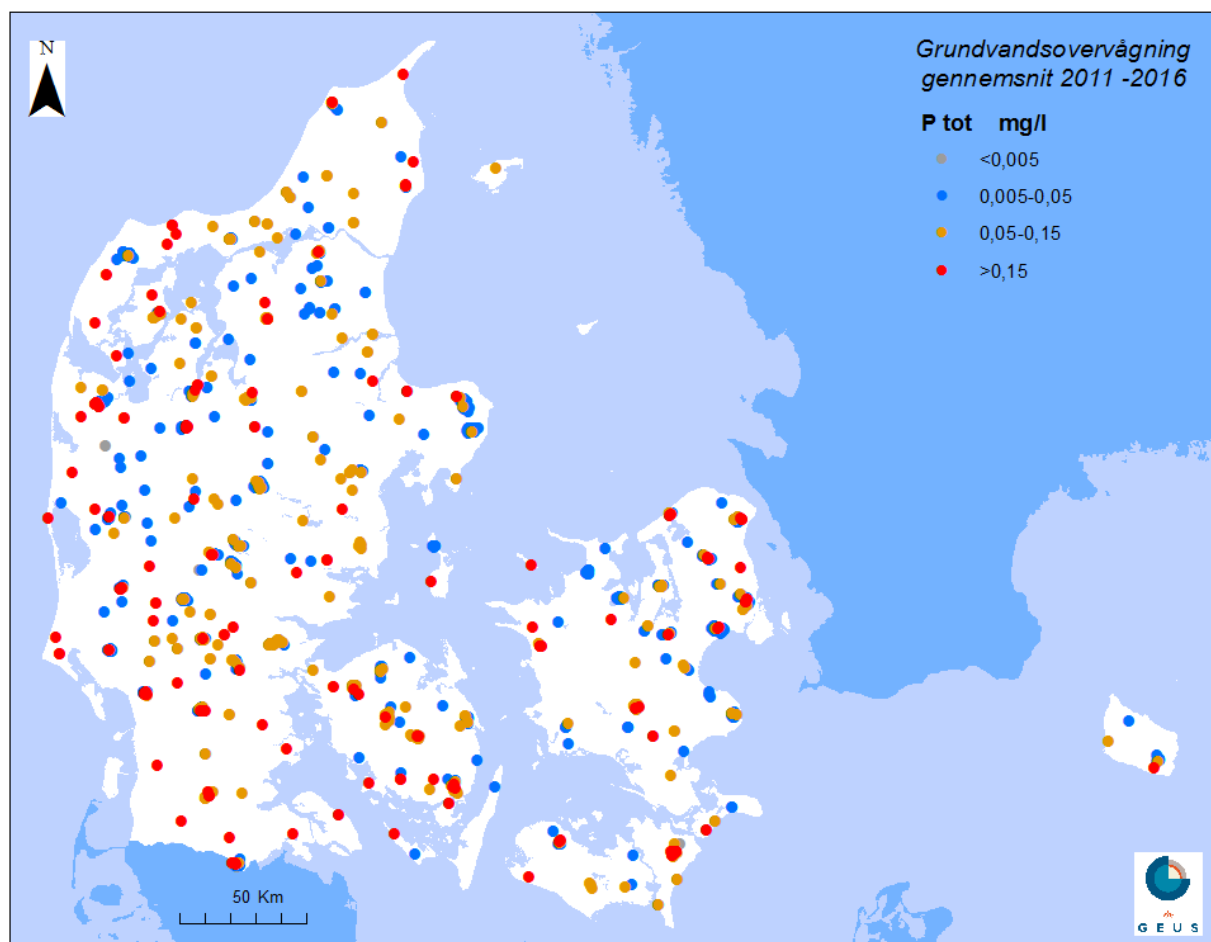 N
Grundvandsovervågning
gennemsnit 2011 -2016
P tot mg/l
<0,005
0,005-0,05
0,05-0,15
>0,15
50 Km
G E U S